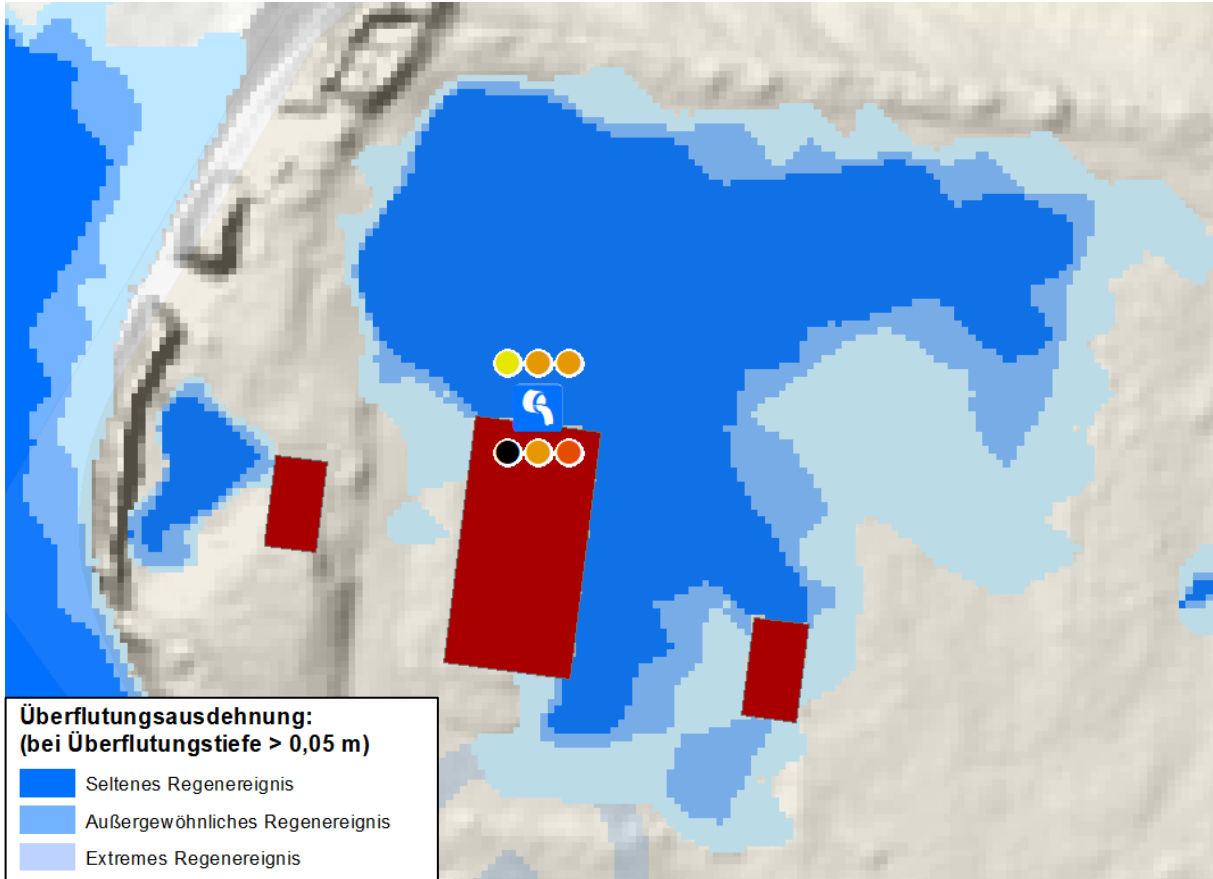 Überflutungsausdehnung:
(bei Überflutungstiefe > 0,05 m)
Seltenes Regenereignis
Außergewöhnliches Regenereignis
Extremes Regenereignis